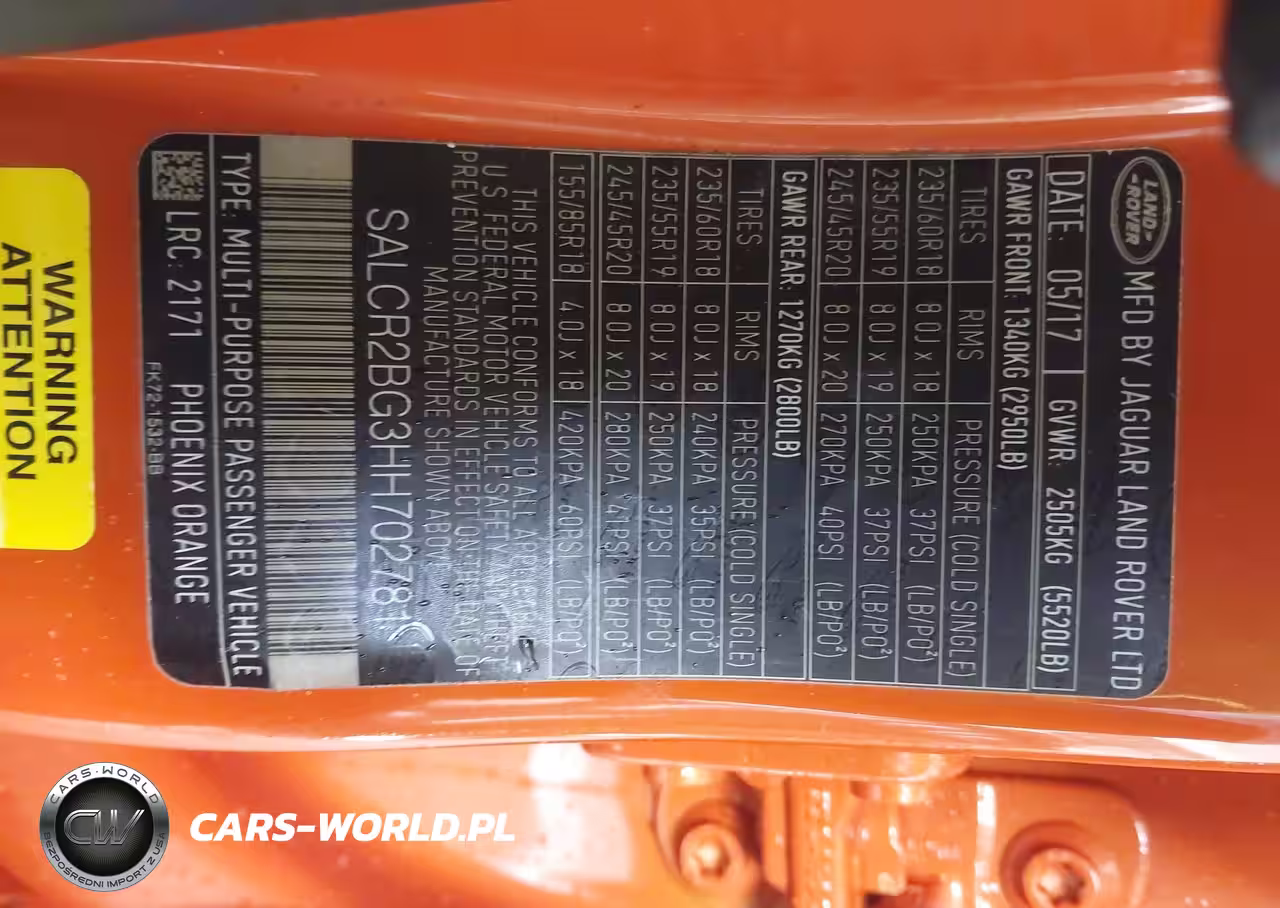 LAND-
-ROVER
MFD BY JAGUAR LAND ROVER LTD
DATE: 05/17 GVWR: 2505KG (5520LB)
GAWR FRONT: 1340KG (2950LB)
TIRES RIMS PRESSURE (COLD SINGLE)
235/60R18 8 0J x 18 250KPA 37PSI (LB/PO²)
235/55R19 8 0J x 19 250KPA 37PSI (LB/PO²)
245/45R20 8 0J x 20 270KPA 40PSI (LB/PO²)
GAWR REAR: 1270KG (2800LB)
TIRES RIMS PRESSURE (COLD SINGLE)
235/60R18 8 0J x 18 240KPA 35PSI (LB/PO²)
235/55R19 8 0J x 19 250KPA 37PSI (LB/PO²)
245/45R20 8 0J x 20 280KPA 41PSI (LB/PO²)
155/85R18 4 0J x 18 420KPA 60PSI (LB/PO²)
THIS VEHICLE CONFORMS TO ALL APPLICABLE
U S FEDERAL MOTOR VEHICLE SAFETY AND THEFT
PREVENTION STANDARDS IN EFFECT ON THE DATE OF
MANUFACTURE SHOWN ABOVE
SALCR2BG3HH702781
TYPE: MULTI-PURPOSE PASSENGER VEHICLE
LRC: 2171 PHOENIX ORANGE
FK72-1532-BB
WARNING
ATTENTION
CARS-WORLD
CW
BEZPOŚREDNI IMPORT Z USA
CARS-WORLD.PL